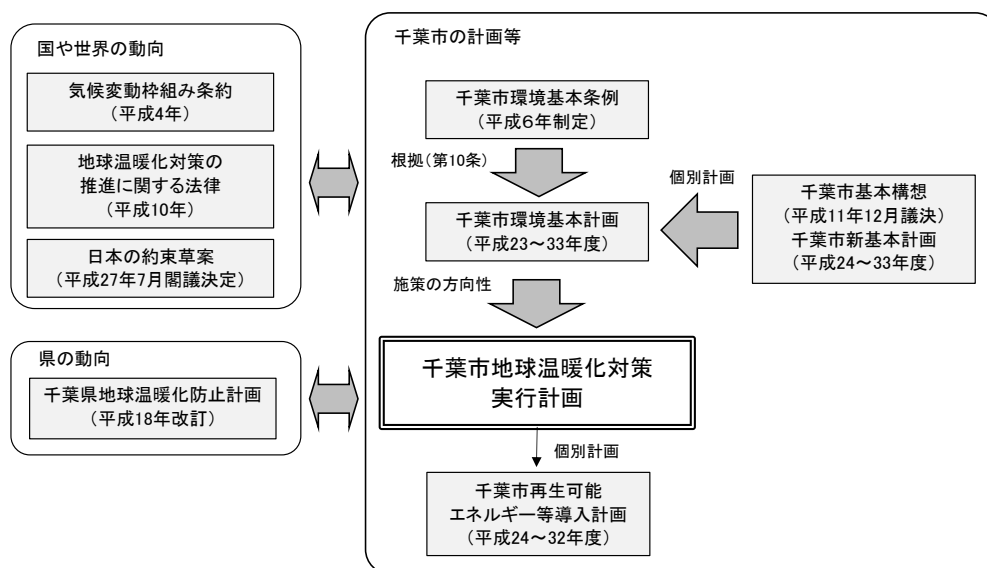 国や世界の動向
気候変動枠組み条約
（平成4年）
地球温暖化対策の
推進に関する法律
（平成10年）
日本の約束草案
（平成27年7月閣議決定）
県の動向
千葉県地球温暖化防止計画
（平成18年改訂）
千葉市の計画等
千葉市環境基本条例
（平成６年制定）
根拠（第10条）
千葉市環境基本計画
（平成23～33年度）
個別計画
千葉市基本構想
（平成11年12月議決）
千葉市新基本計画
（平成24～33年度）
施策の方向性
千葉市地球温暖化対策
実行計画
個別計画
千葉市再生可能
エネルギー等導入計画
（平成24～32年度）